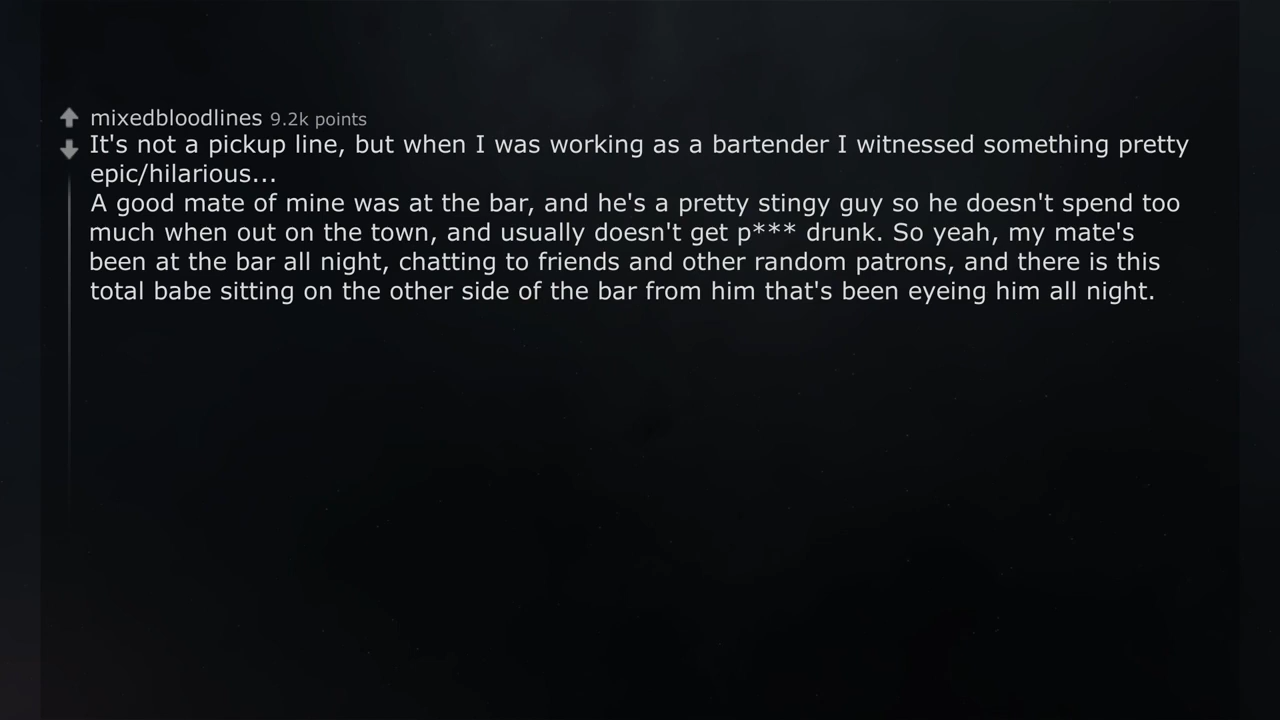 mixedbloodlines 9.2k points
It's not a pickup line, but when I was working as a bartender I witnessed something pretty
epic/hilarious...
A good mate of mine was at the bar, and he's a pretty stingy guy so he doesn't spend too
much when out on the town, and usually doesn't get p*** drunk. So yeah, my mate's
been at the bar all night, chatting to friends and other random patrons, and there is this
total babe sitting on the other side of the bar from him that's been eyeing him all night.